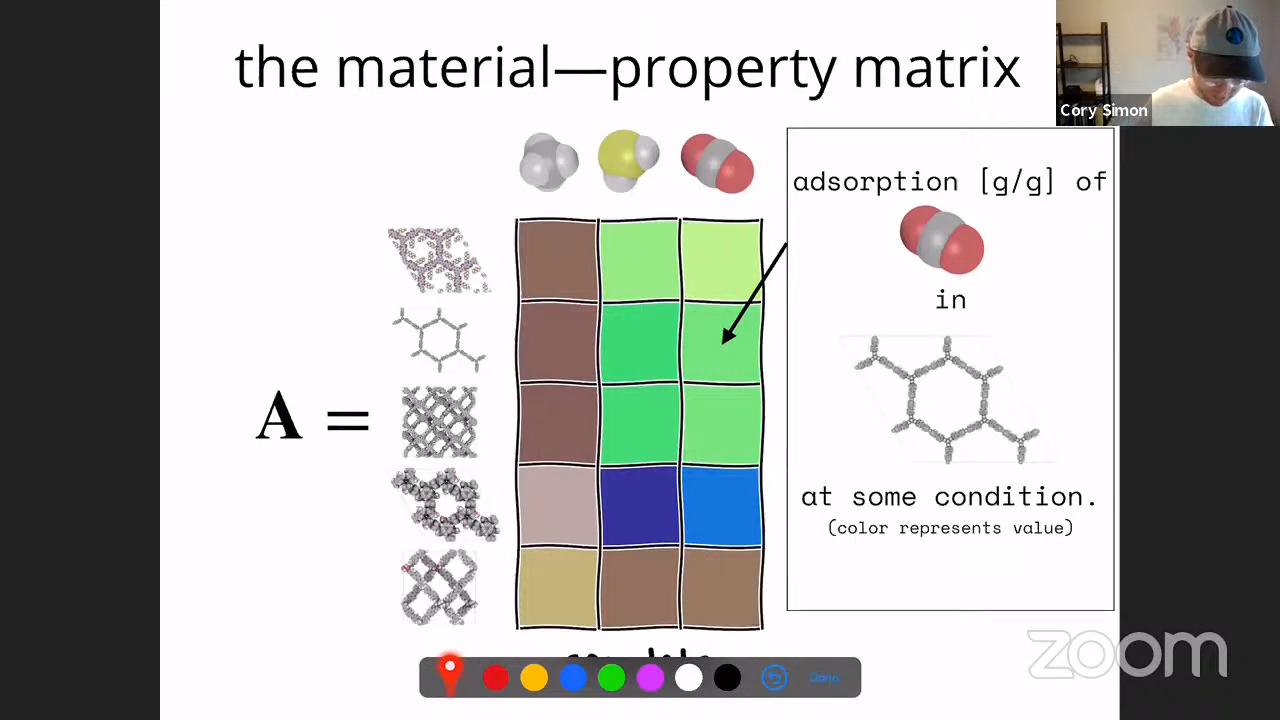 the material—property matrix
Cory Simon
adsorption [g/g] of
in
A =
at some condition.
(color represents value)
zoom
Done